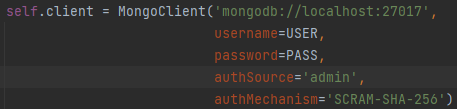 self.client = MongoClient('mongodb://localhost:27017',
username=USER,
password=PASS,
authSource='admin',
authMechanism='SCRAM-SHA-256')